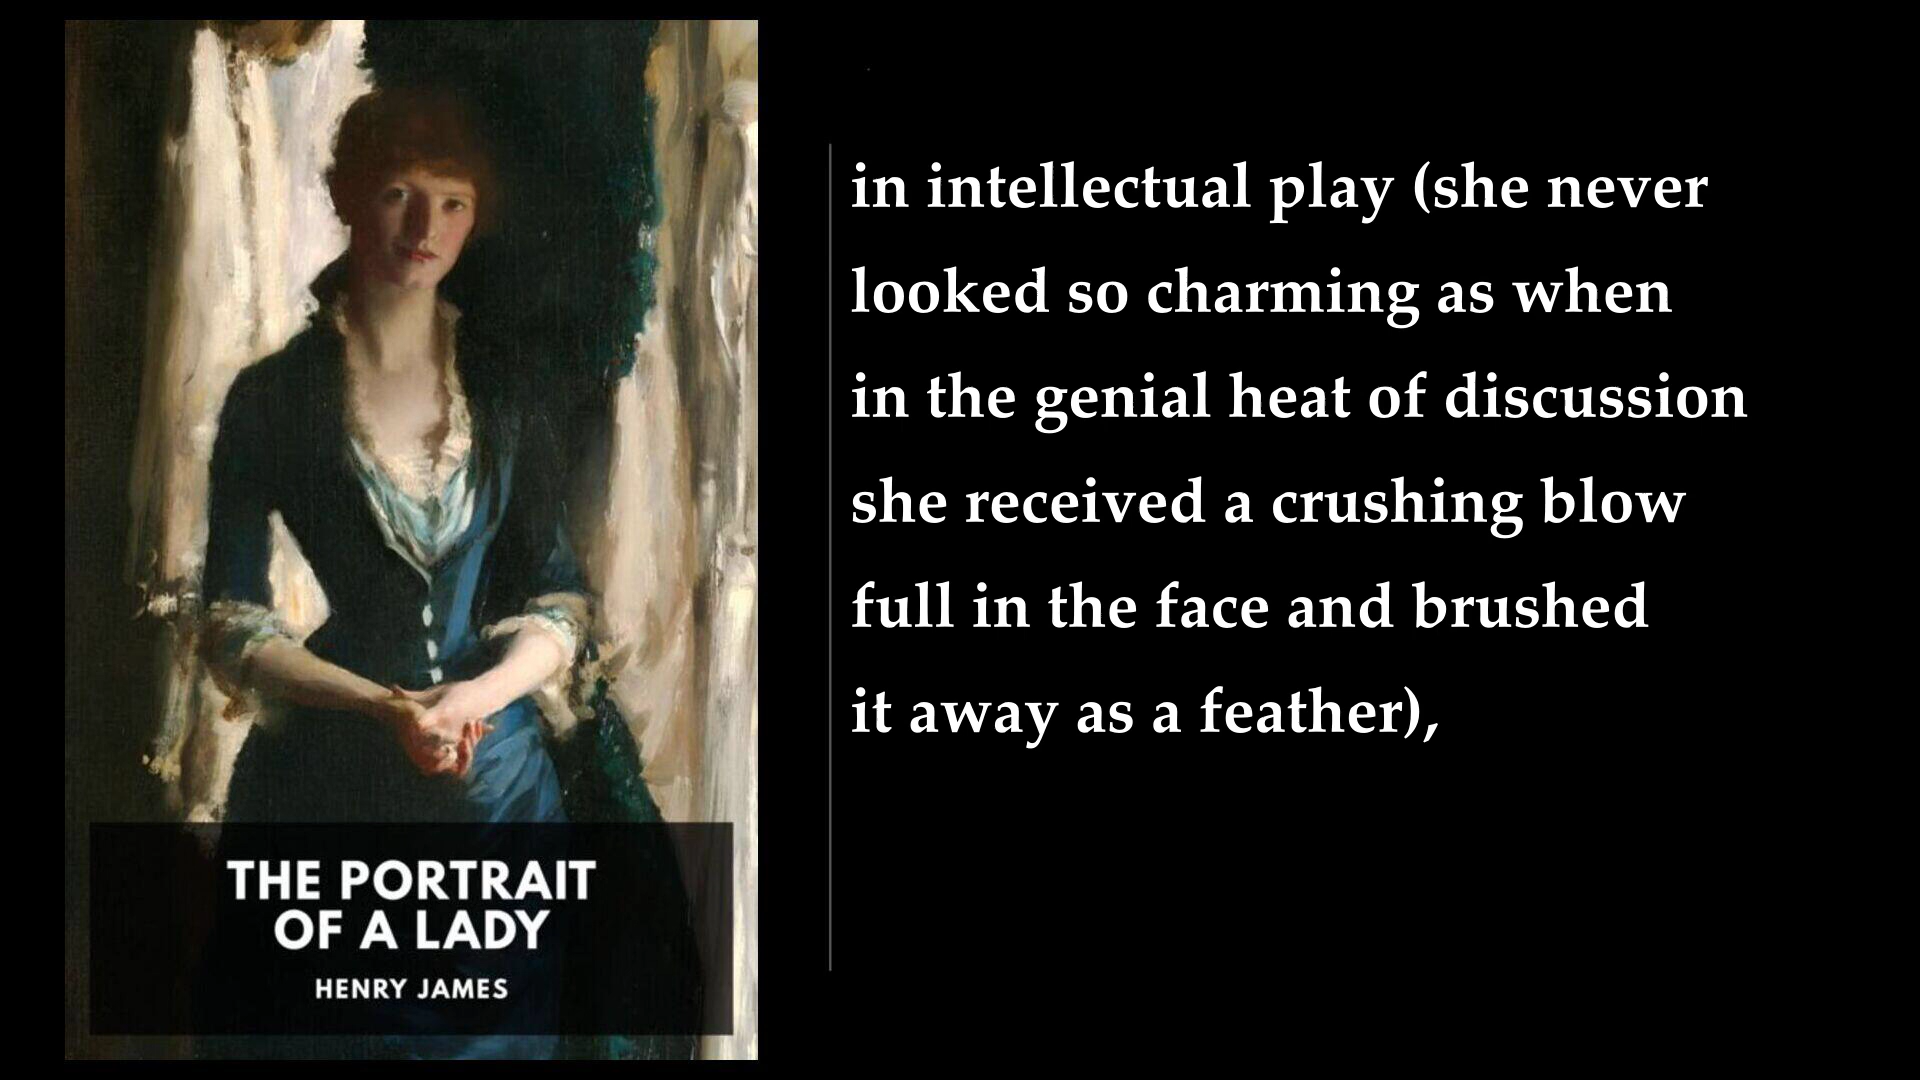 in intellectual play (she never
looked so charming as when
in the genial heat of discussion
she received a crushing blow
full in the face and brushed
it away as a feather),
THE PORTRAIT
OF A LADY
HENRY JAMES